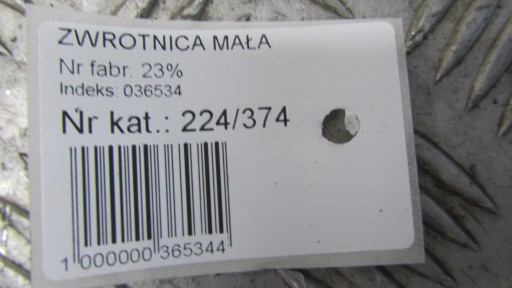 ZWROTNICA MAŁA
Nr fabr. 23%
Indeks: 036534
Nr kat.: 224/374
1 000000 365344